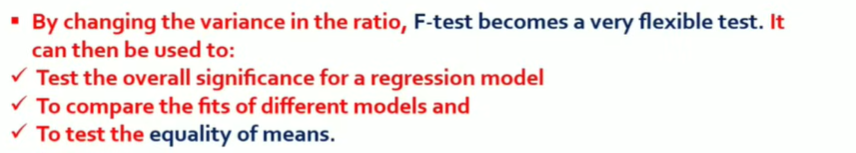 ▪ By changing the variance in the ratio, F-test becomes a very flexible test. It
can then be used to:
✓ Test the overall significance for a regression model
✓ To compare the fits of different models and
✓ To test the equality of means.